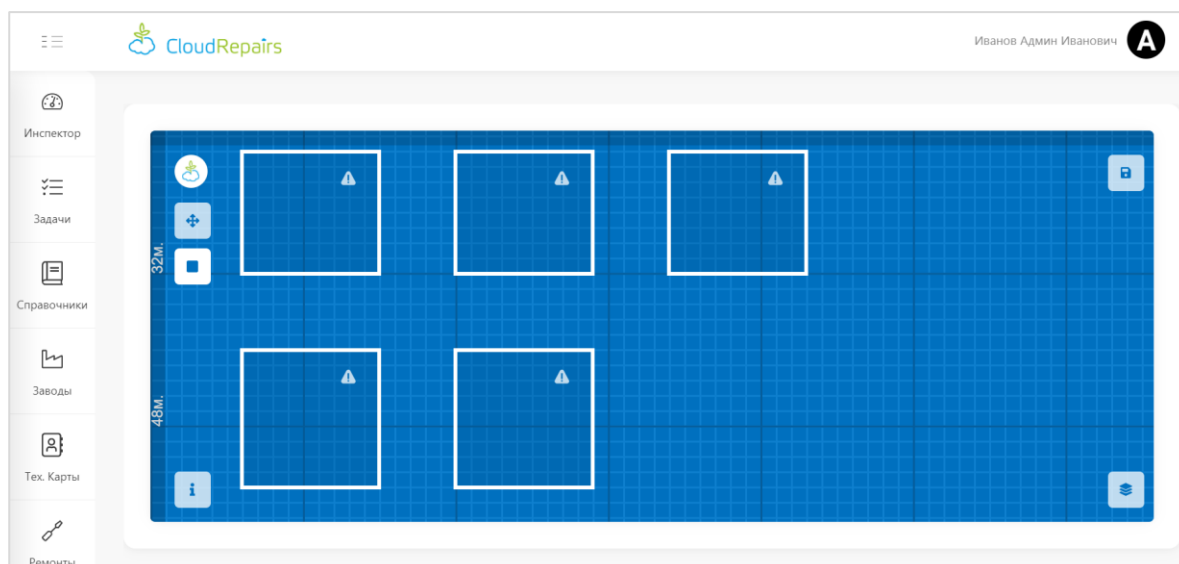 CloudRepairs
Иванов Админ Иванович
A
Инспектор
Задачи
Справочники
Заводы
Тех. Карты
Ремонты
32м.
48м.